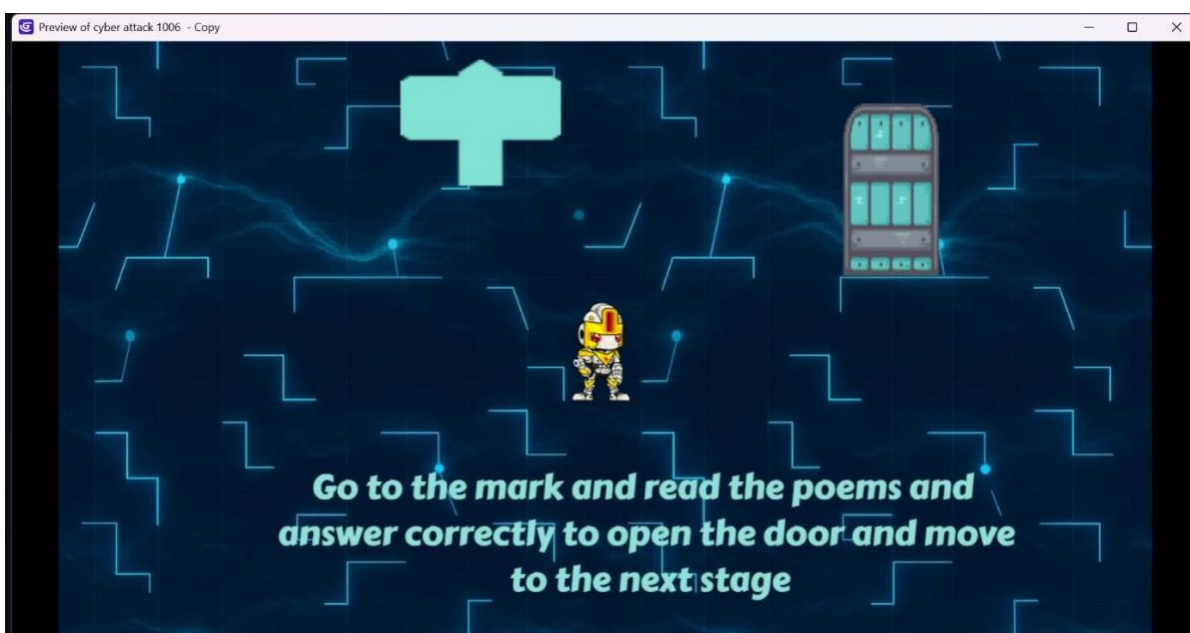 Preview of cyber attack 1006 - Copy
Go to the mark and read the poems and
answer correctly to open the door and move
to the next stage